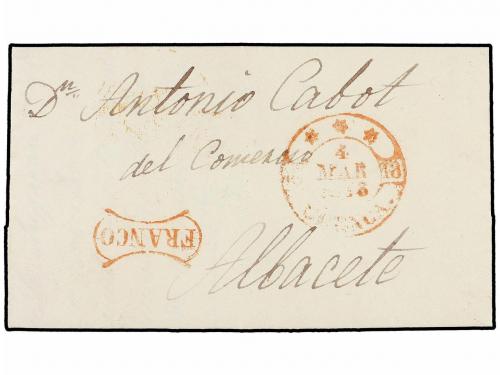 Dn. Antonio Cabot
del Comercio
4
MAR
FRANCO
Albacete